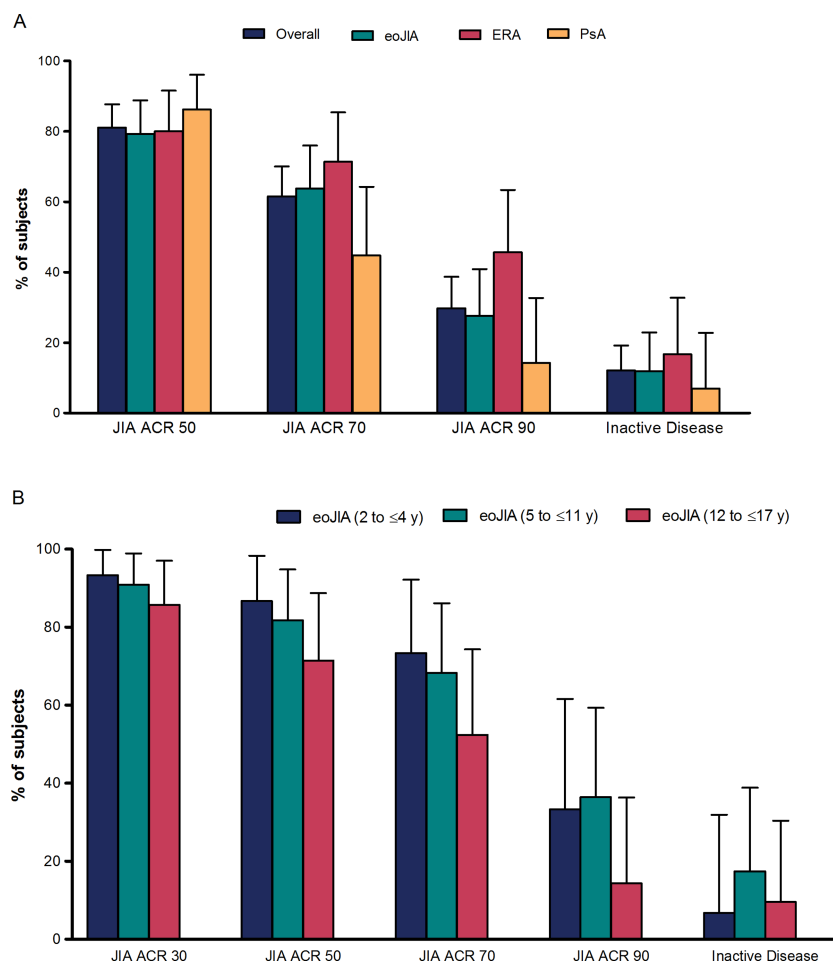 A
Overall eoJIA ERA PsA
100
80
60
40
20
0
% of subjects
JIA ACR 50 JIA ACR 70 JIA ACR 90 Inactive Disease
B
eoJIA (2 to ≤4 y) eoJIA (5 to ≤11 y) eoJIA (12 to ≤17 y)
100
80
60
40
20
0
% of subjects
JIA ACR 30 JIA ACR 50 JIA ACR 70 JIA ACR 90 Inactive Disease